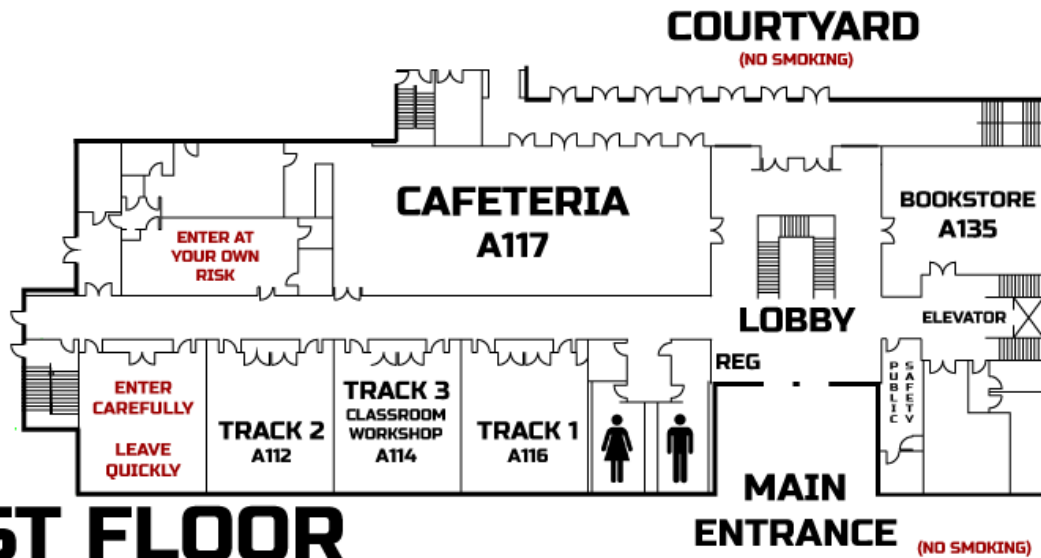 COURTYARD
(NO SMOKING)
CAFETERIA
A117
BOOKSTORE
A135
ENTER AT
YOUR OWN
RISK
LOBBY
ELEVATOR
REG
PUBLIC
SAFETY
ENTER
CAREFULLY
LEAVE
QUICKLY
TRACK 2
A112
TRACK 3
CLASSROOM
WORKSHOP
A114
TRACK 1
A116
MAIN
ENTRANCE
(NO SMOKING)
ST FLOOR